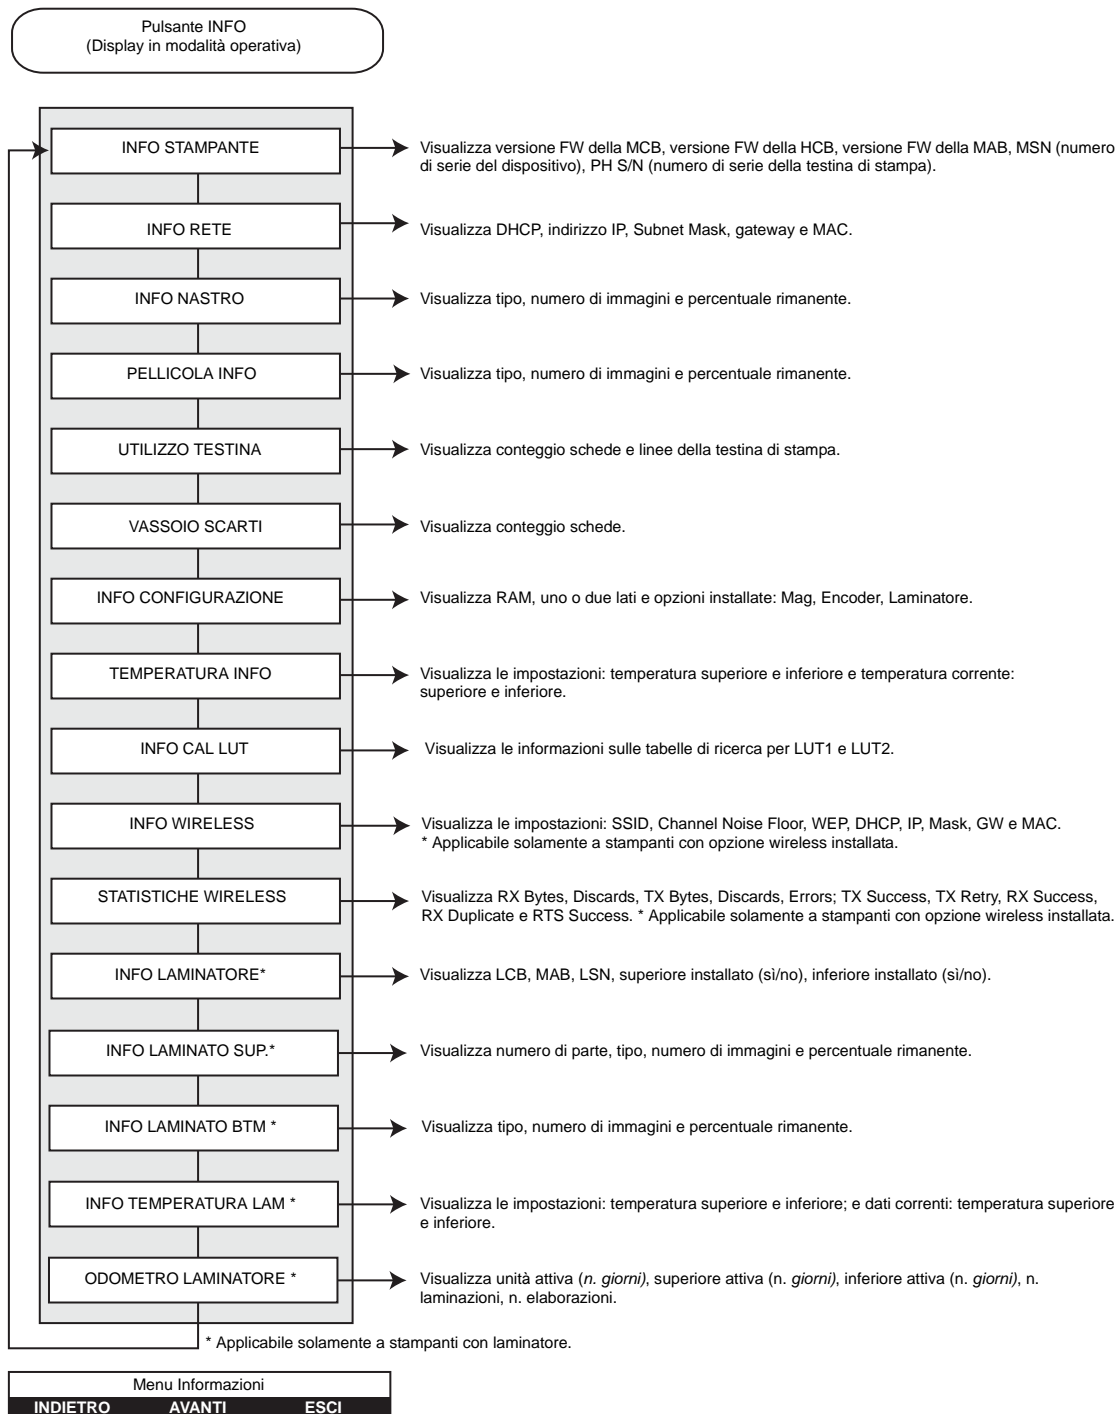 Pulsante INFO
(Display in modalità operativa)
INFO STAMPANTE
Visualizza versione FW della MCB, versione FW della HCB, versione FW della MAB, MSN (numero
di serie del dispositivo), PH S/N (numero di serie della testina di stampa).
INFO RETE
Visualizza DHCP, indirizzo IP, Subnet Mask, gateway e MAC.
INFO NASTRO
Visualizza tipo, numero di immagini e percentuale rimanente.
PELLICOLA INFO
Visualizza tipo, numero di immagini e percentuale rimanente.
UTILIZZO TESTINA
Visualizza conteggio schede e linee della testina di stampa.
VASSOIO SCARTI
Visualizza conteggio schede.
INFO CONFIGURAZIONE
Visualizza RAM, uno o due lati e opzioni installate: Mag, Encoder, Laminatore.
TEMPERATURA INFO
Visualizza le impostazioni: temperatura superiore e inferiore e temperatura corrente:
superiore e inferiore.
INFO CAL LUT
Visualizza le informazioni sulle tabelle di ricerca per LUT1 e LUT2.
INFO WIRELESS
Visualizza le impostazioni: SSID, Channel Noise Floor, WEP, DHCP, IP, Mask, GW e MAC.
* Applicabile solamente a stampanti con opzione wireless installata.
STATISTICHE WIRELESS
Visualizza RX Bytes, Discards, TX Bytes, Discards, Errors; TX Success, TX Retry, RX Success,
RX Duplicate e RTS Success. * Applicabile solamente a stampanti con opzione wireless installata.
INFO LAMINATORE*
Visualizza LCB, MAB, LSN, superiore installato (sì/no), inferiore installato (sì/no).
INFO LAMINATO SUP.*
Visualizza numero di parte, tipo, numero di immagini e percentuale rimanente.
INFO LAMINATO BTM *
Visualizza tipo, numero di immagini e percentuale rimanente.
INFO TEMPERATURA LAM *
Visualizza le impostazioni: temperatura superiore e inferiore; e dati correnti: temperatura superiore
e inferiore.
ODOMETRO LAMINATORE *
Visualizza unità attiva (n. giorni), superiore attiva (n. giorni), inferiore attiva (n. giorni), n.
laminazioni, n. elaborazioni.
* Applicabile solamente a stampanti con laminatore.
Menu Informazioni
INDIETRO AVANTI ESCI